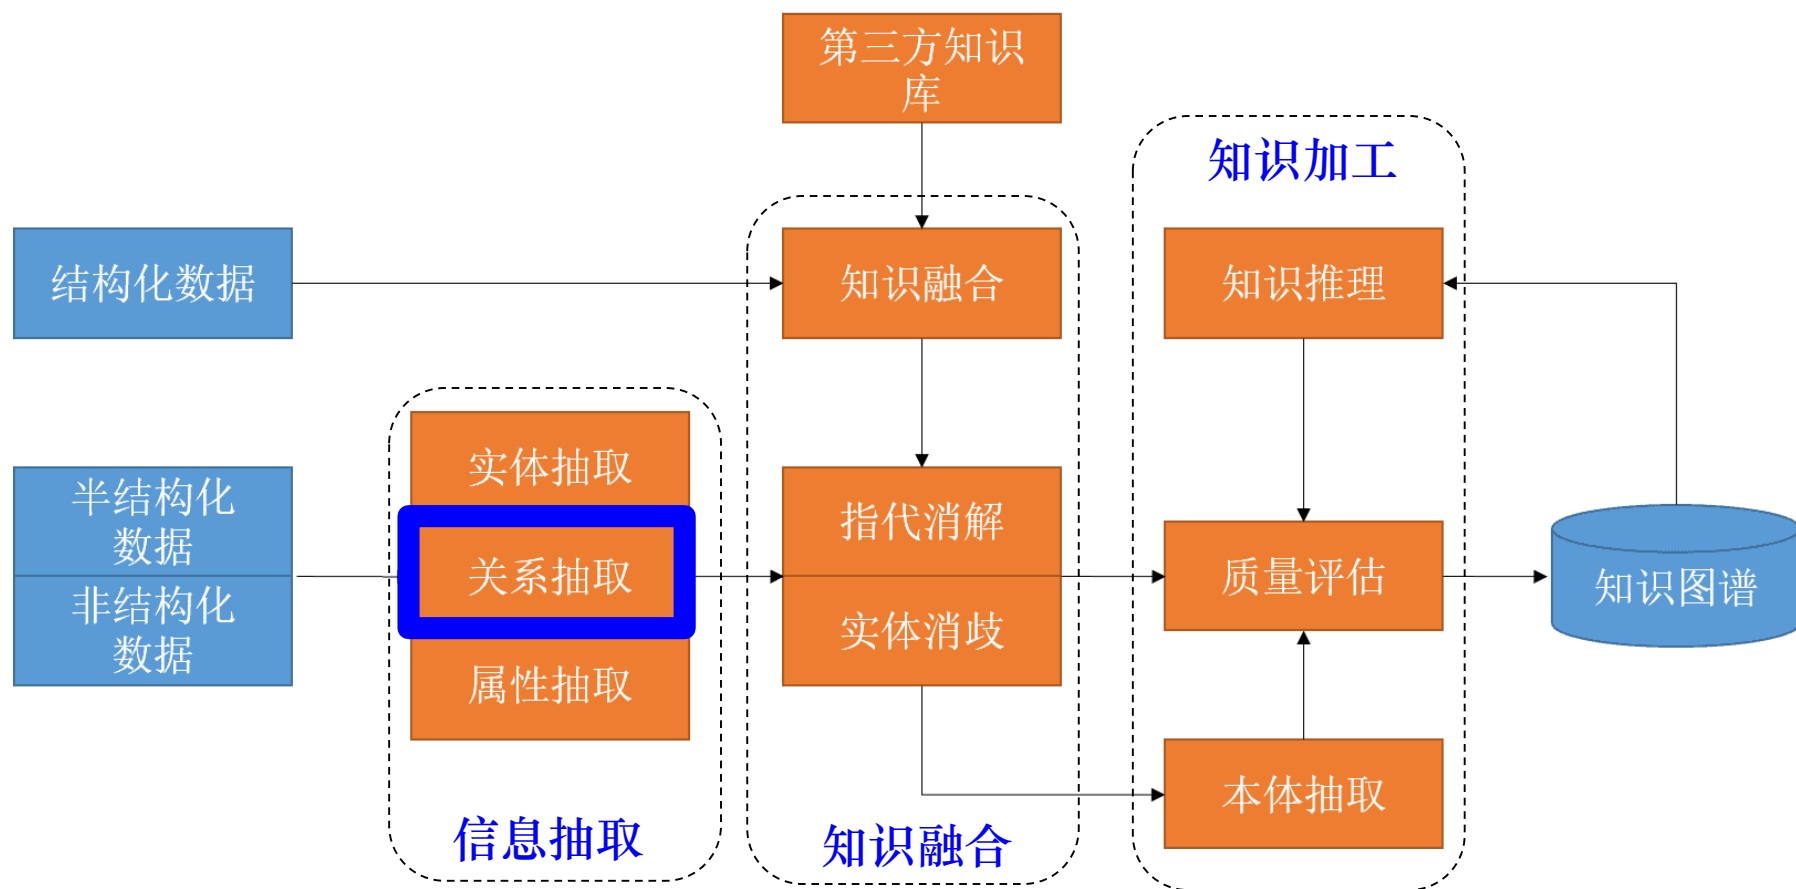 第三方知识
库
知识加工
结构化数据
知识融合
知识推理
实体抽取
半结构化
数据
指代消解
关系抽取
质量评估
知识图谱
非结构化
数据
实体消歧
属性抽取
本体抽取
信息抽取
知识融合